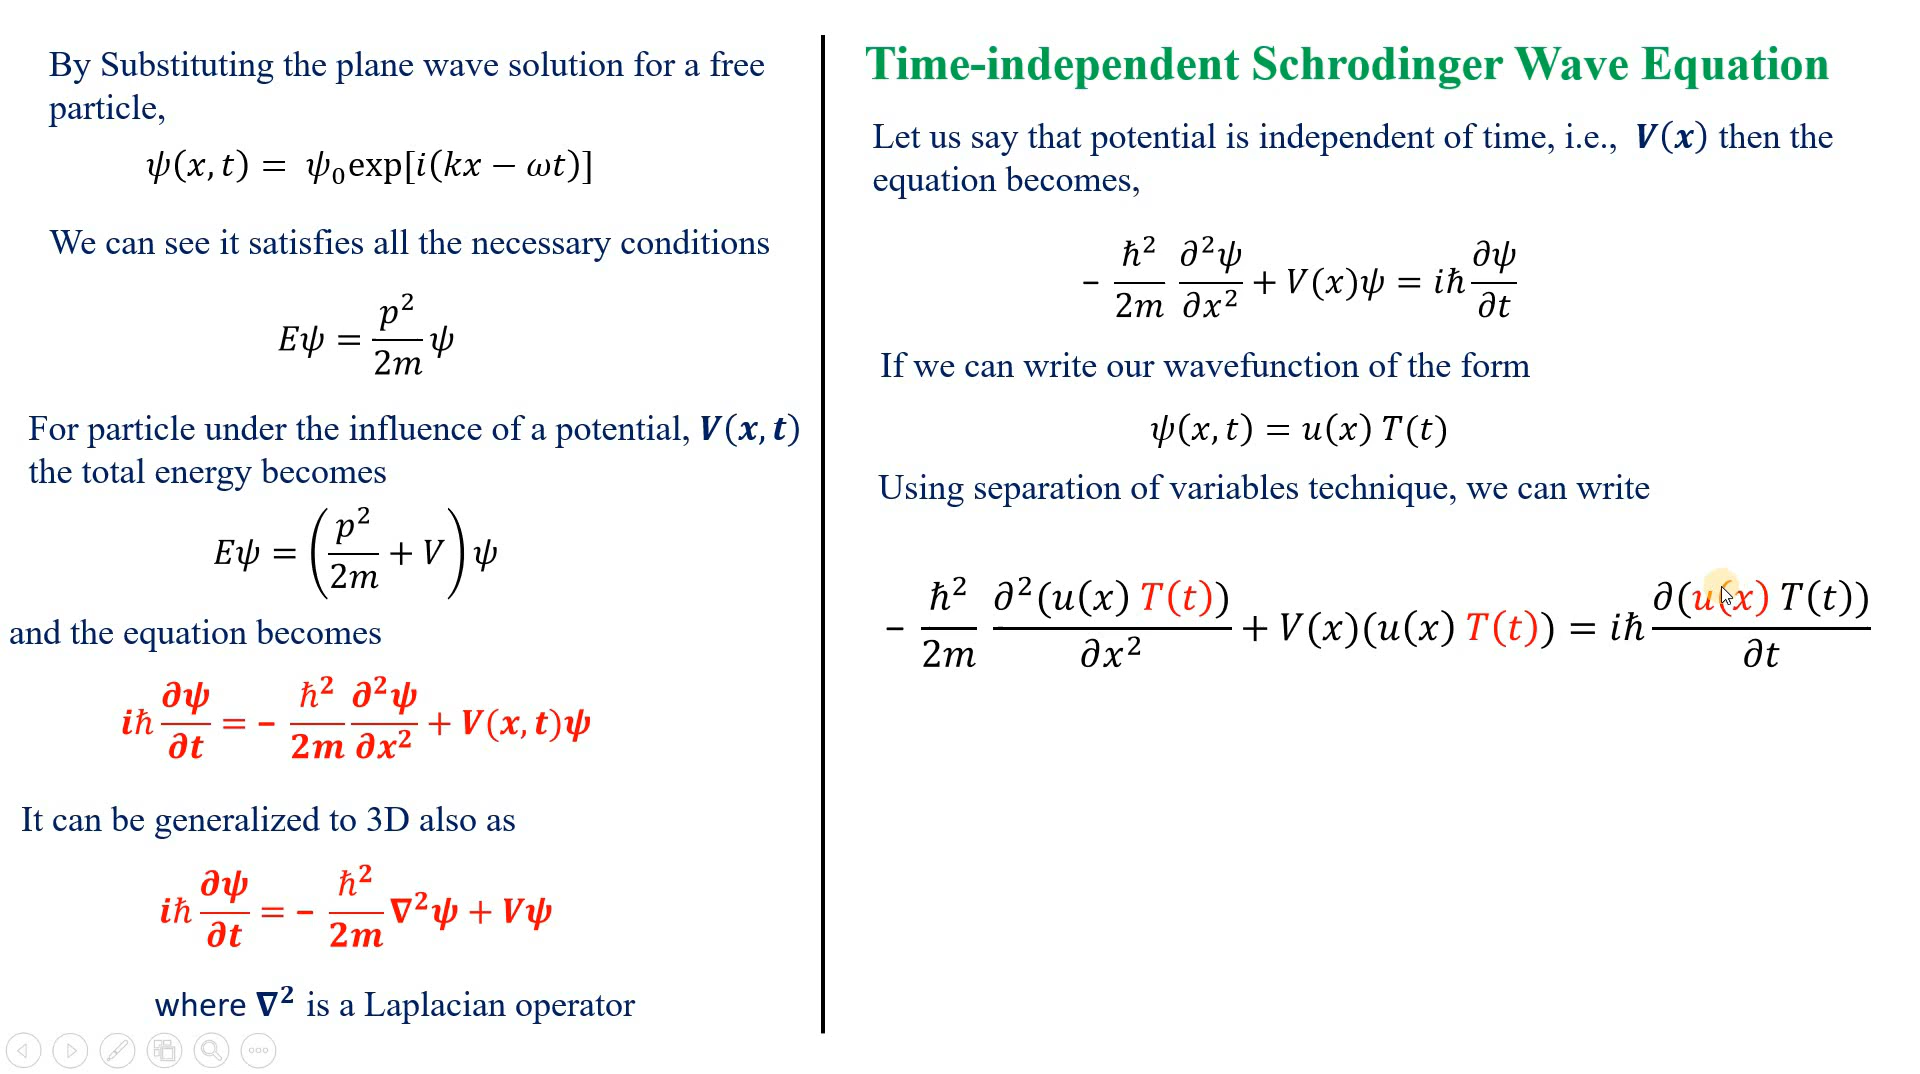 By Substituting the plane wave solution for a free
particle,
ψ(x, t) = ψ₀exp[i(kx − ωt)]
We can see it satisfies all the necessary conditions
Eψ = p²/2m ψ
For particle under the influence of a potential, V(x, t)
the total energy becomes
Eψ = (p²/2m + V) ψ
and the equation becomes
iħ ∂ψ/∂t = − ħ²/2m ∂²ψ/∂x² + V(x, t)ψ
It can be generalized to 3D also as
iħ ∂ψ/∂t = − ħ²/2m ∇²ψ + Vψ
where ∇² is a Laplacian operator
Time-independent Schrodinger Wave Equation
Let us say that potential is independent of time, i.e., V(x) then the
equation becomes,
- ħ²/2m ∂²ψ/∂x² + V(x)ψ = iħ ∂ψ/∂t
If we can write our wavefunction of the form
ψ(x, t) = u(x) T(t)
Using separation of variables technique, we can write
- ħ²/2m ∂²(u(x) T(t))/∂x² + V(x)(u(x) T(t)) = iħ ∂(u(x) T(t))/∂t